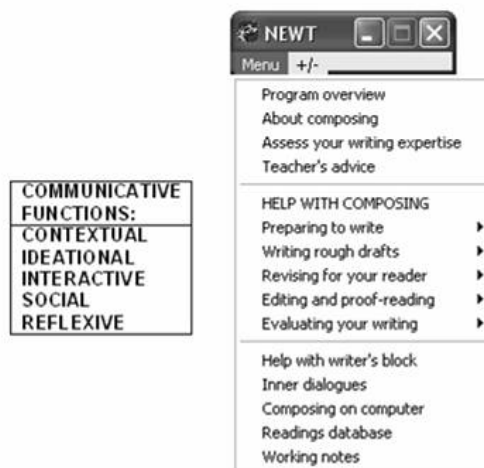 COMMUNICATIVE
FUNCTIONS:
CONTEXTUAL
IDEATIONAL
INTERACTIVE
SOCIAL
REFLEXIVE
NEWT
Menu +/-
Program overview
About composing
Assess your writing expertise
Teacher's advice
HELP WITH COMPOSING
Preparing to write
Writing rough drafts
Revising for your reader
Editing and proof-reading
Evaluating your writing
Help with writer's block
Inner dialogues
Composing on computer
Readings database
Working notes